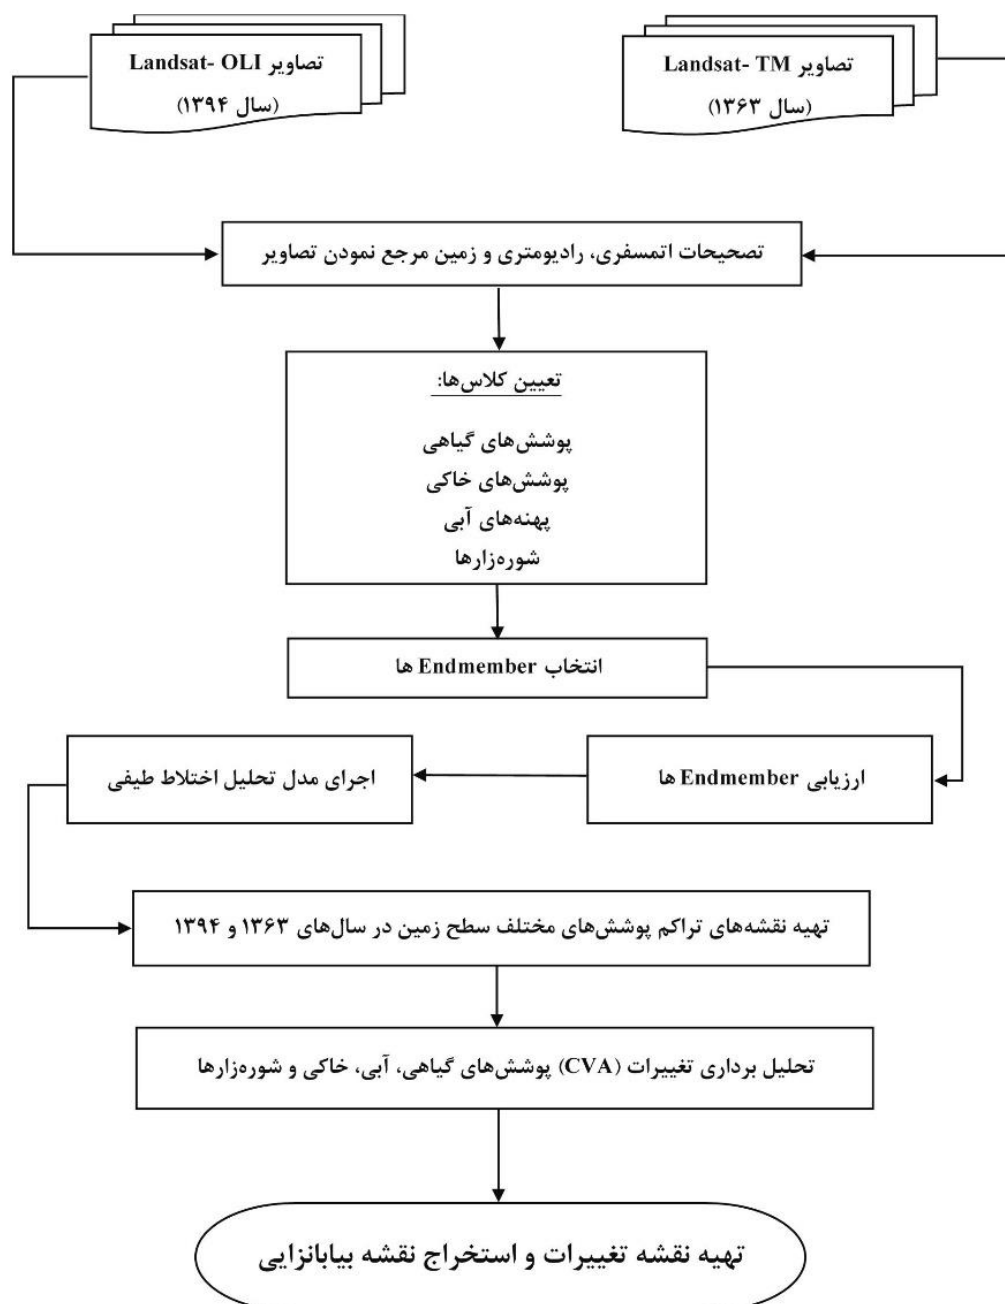 تصاویر Landsat- TM
(سال ۱۳۶۳)
تصاویر Landsat- OLI
(سال ۱۳۹۴)
تصحیحات اتمسفری، رادیومتری و زمین مرجع نمودن تصاویر
تعیین کلاس‌ها:
پوشش‌های گیاهی
پوشش‌های خاکی
پهنه‌های آبی
شوره‌زارها
انتخاب Endmember ها
ارزیابی Endmember ها
اجرای مدل تحلیل اختلاط طیفی
تهیه نقشه‌های تراکم پوشش‌های مختلف سطح زمین در سال‌های ۱۳۶۳ و ۱۳۹۴
تحلیل برداری تغییرات (CVA) پوشش‌های گیاهی، آبی، خاکی و شوره‌زارها
تهیه نقشه تغییرات و استخراج نقشه بیابانزایی